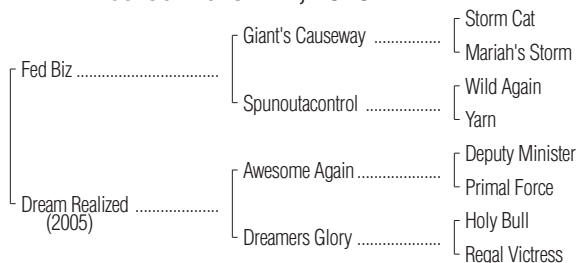 Storm Cat
Giant's Causeway ..................
Mariah's Storm
Fed Biz ................................
Wild Again
Spunoutacontrol ..................
Yarn
Deputy Minister
Awesome Again ....................
Primal Force
Dream Realized ....................
(2005)
Holy Bull
Dreamers Glory ....................
Regal Victress